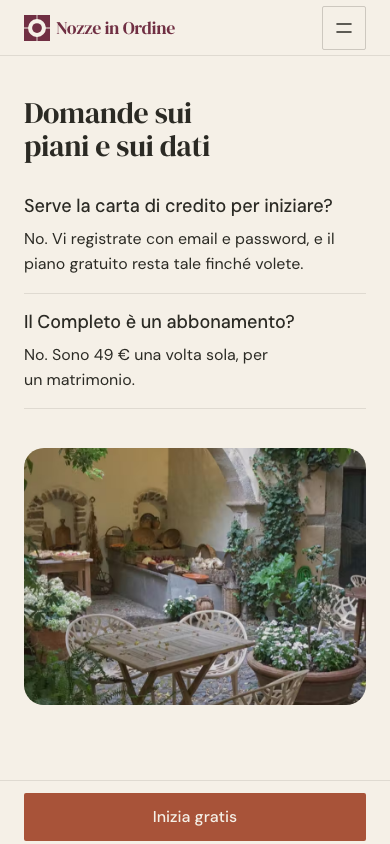 Nozze in Ordine
Domande sui
piani e sui dati
Serve la carta di credito per iniziare?
No. Vi registrate con email e password, e il
piano gratuito resta tale finché volete.
Il Completo è un abbonamento?
No. Sono 49 € una volta sola, per
un matrimonio.
Inizia gratis